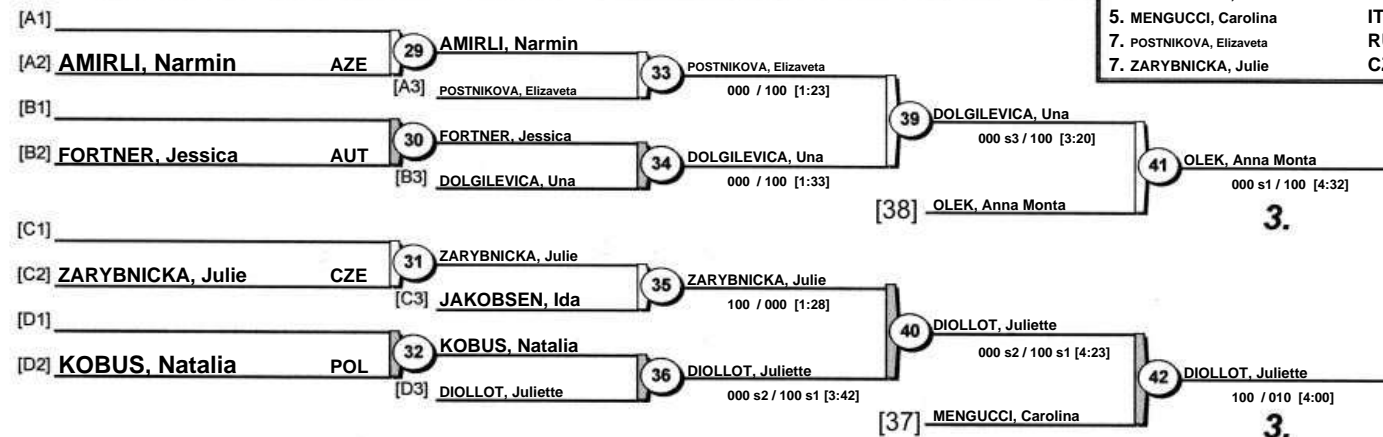 5. MENGUCCI, Carolina IT
7. POSTNIKOVA, Elizaveta
7. ZARYBNICKA, Julie
[A1]
[A2] AMIRLI, Narmin AZE
29
AMIRLI, Narmin
[A3] POSTNIKOVA, Elizaveta
33
POSTNIKOVA, Elizaveta
000 / 100 [1:23]
[B1]
[B2] FORTNER, Jessica AUT
30
FORTNER, Jessica
[B3] DOLGILEVICA, Una
34
DOLGILEVICA, Una
000 / 100 [1:33]
39
DOLGILEVICA, Una
000 s3 / 100 [3:20]
[38] OLEK, Anna Monta
41
OLEK, Anna Monta
000 s1 / 100 [4:32]
3.
[C1]
[C2] ZARYBNICKA, Julie CZE
31
ZARYBNICKA, Julie
[C3] JAKOBSEN, Ida
35
ZARYBNICKA, Julie
100 / 000 [1:28]
[D1]
[D2] KOBUS, Natalia POL
32
KOBUS, Natalia
[D3] DIOLLOT, Juliette
36
DIOLLOT, Juliette
000 s2 / 100 s1 [3:42]
40
DIOLLOT, Juliette
000 s2 / 100 s1 [4:23]
[37] MENGUCCI, Carolina
42
DIOLLOT, Juliette
100 / 010 [4:00]
3.